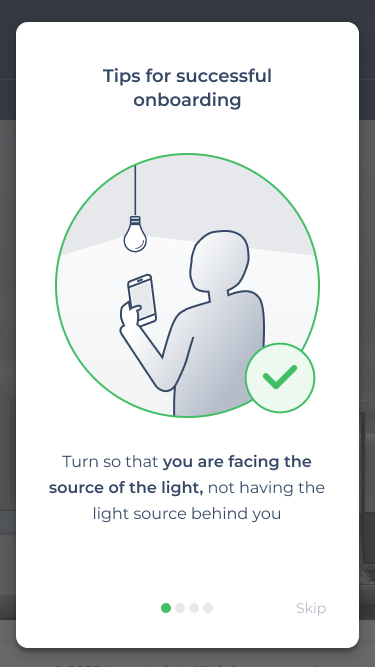 Tips for successful
onboarding
Turn so that you are facing the
source of the light, not having the
light source behind you
Skip